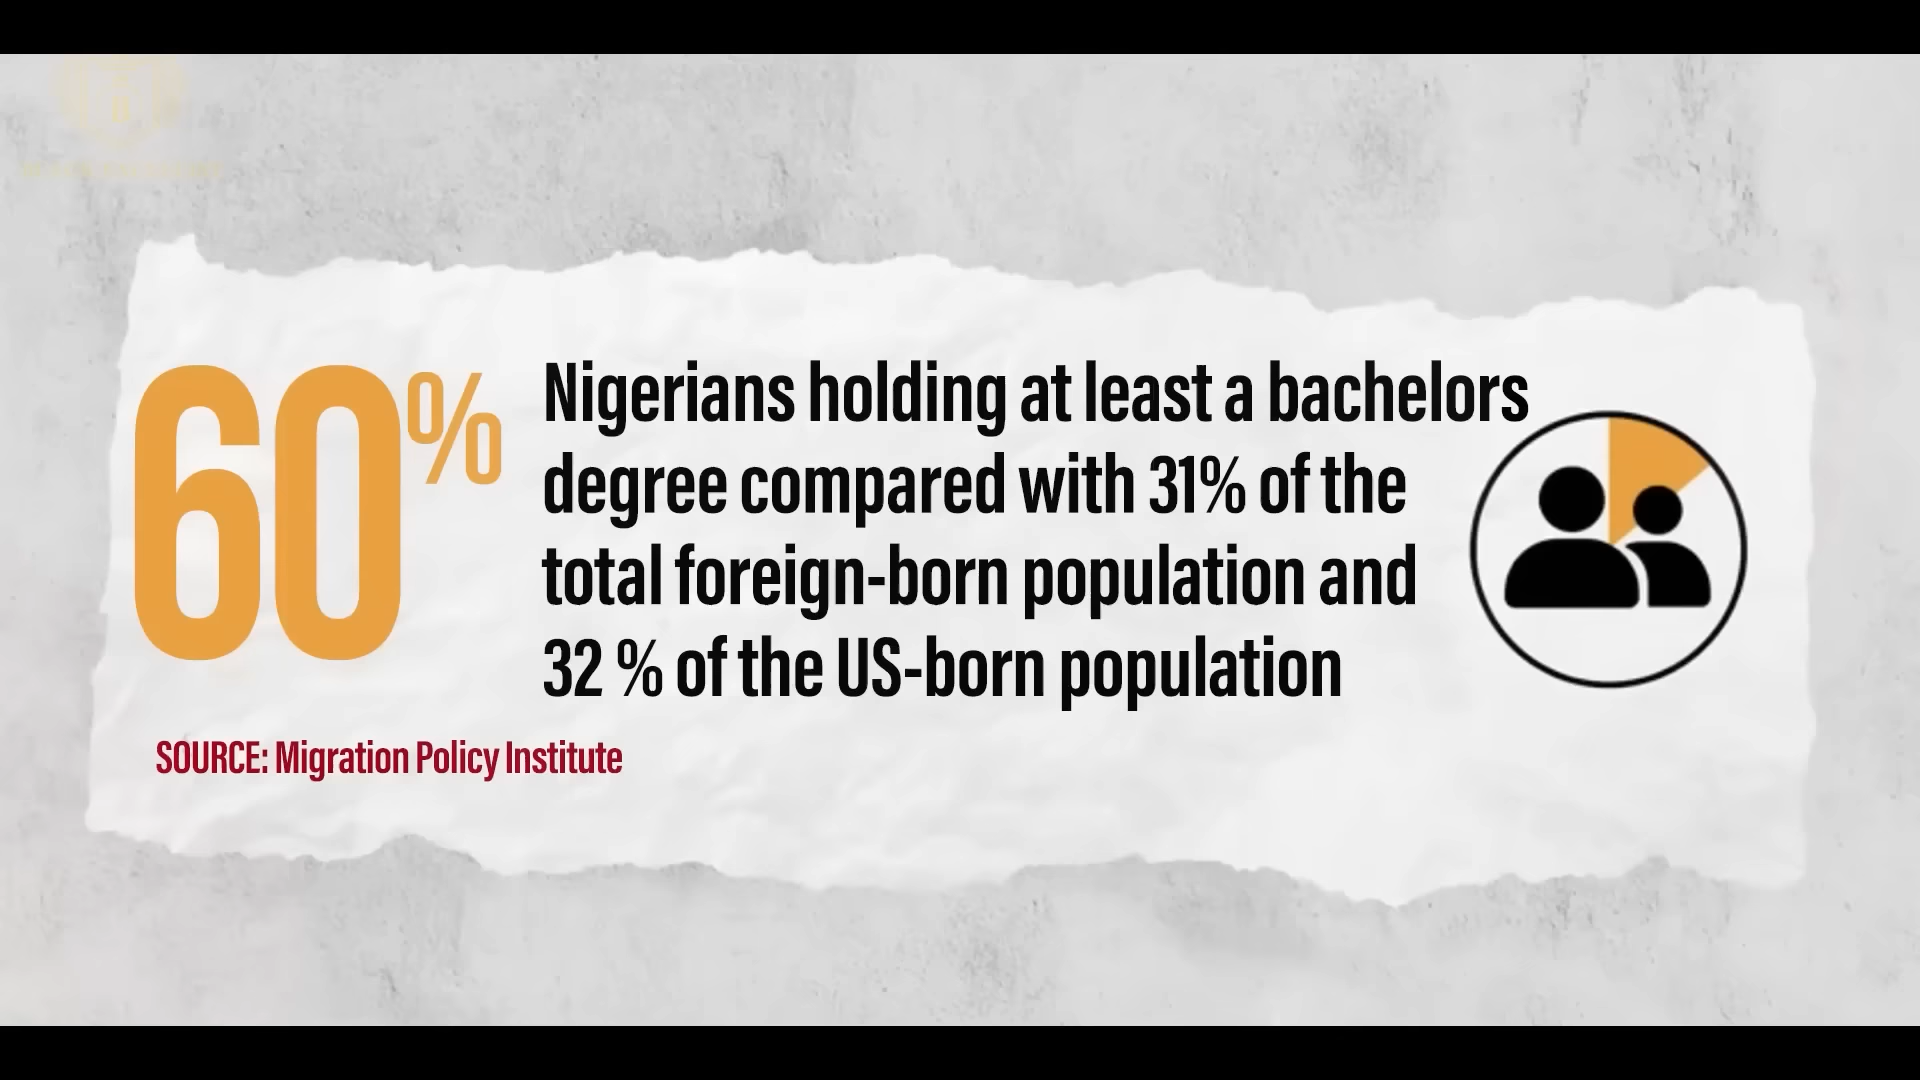 60%
Nigerians holding at least a bachelors
degree compared with 31% of the
total foreign-born population and
32 % of the US-born population
SOURCE: Migration Policy Institute